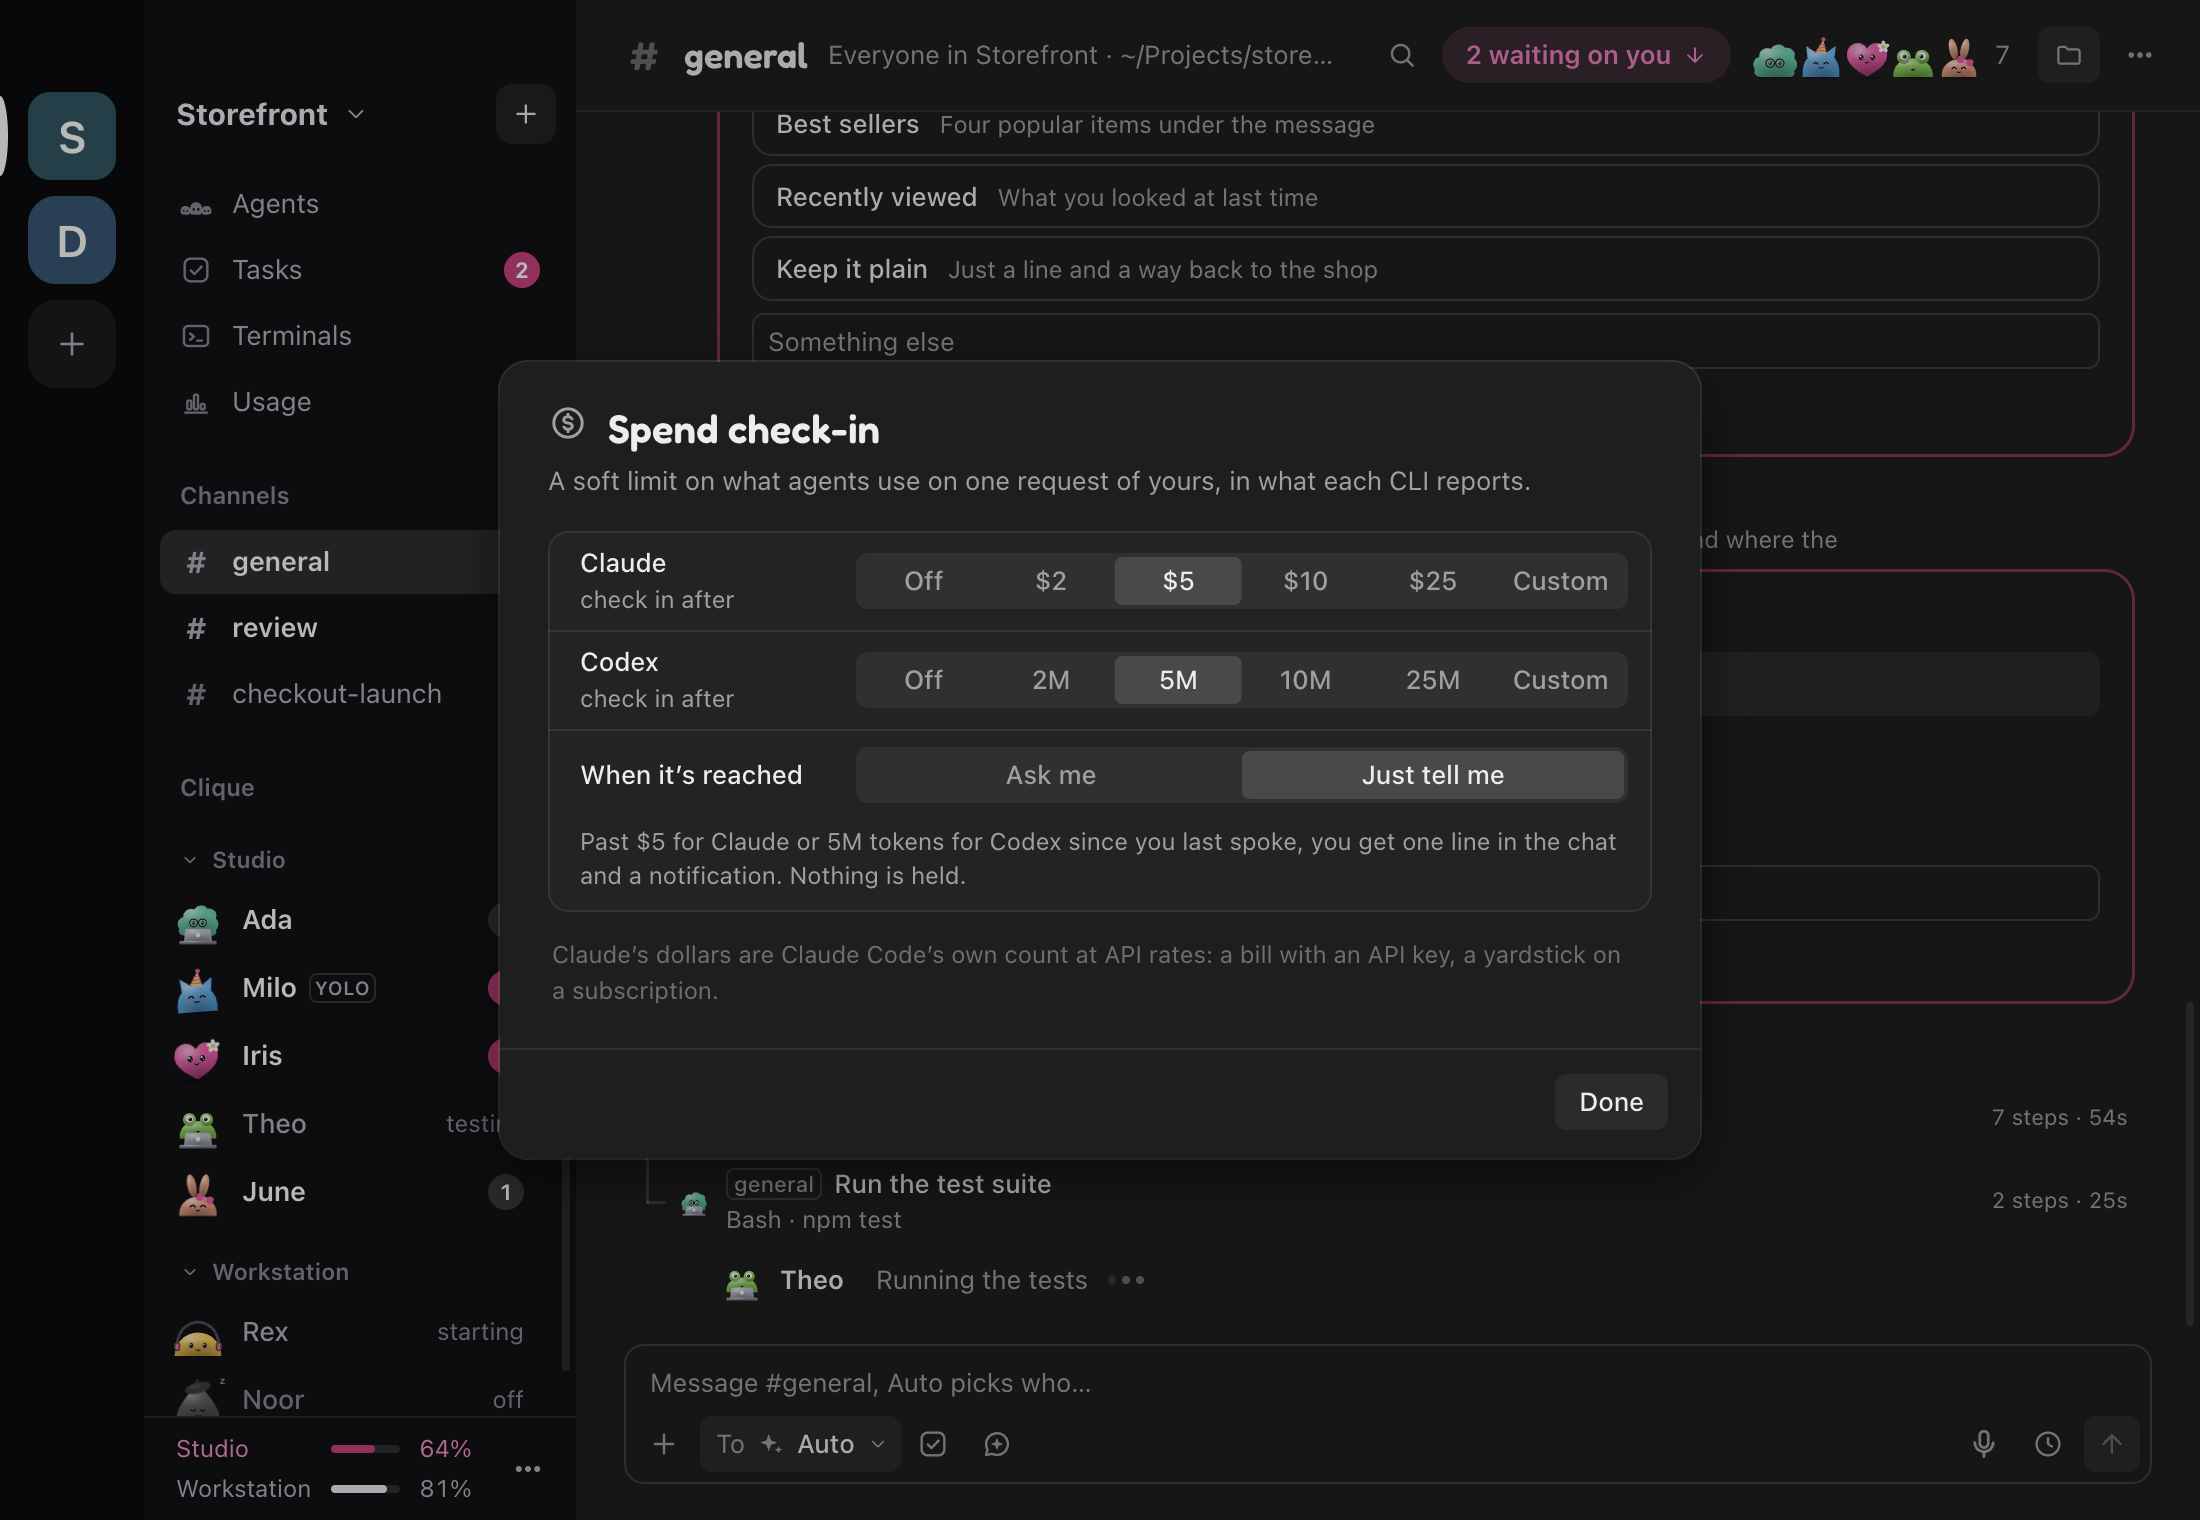 S
D
Storefront
Agents
Tasks
2
Terminals
Usage
Channels
# general
# review
# checkout-launch
Clique
Studio
Ada
Milo YOLO
Iris
Theo
June 1
Workstation
Rex starting
Noor off
z
Studio 64%
Workstation 81%
# general Everyone in Storefront · ~/Projects/store…
2 waiting on you
7
Best sellers Four popular items under the message
Recently viewed What you looked at last time
Keep it plain Just a line and a way back to the shop
Something else
where the
Spend check-in
A soft limit on what agents use on one request of yours, in what each CLI reports.
Claude
check in after
Off $2 $5 $10 $25 Custom
Codex
check in after
Off 2M 5M 10M 25M Custom
When it’s reached
Ask me Just tell me
Past $5 for Claude or 5M tokens for Codex since you last spoke, you get one line in the chat
and a notification. Nothing is held.
Claude’s dollars are Claude Code’s own count at API rates: a bill with an API key, a yardstick on
a subscription.
Done
7 steps · 54s
general Run the test suite
Bash · npm test
2 steps · 25s
Theo Running the tests
Message #general, Auto picks who…
To Auto